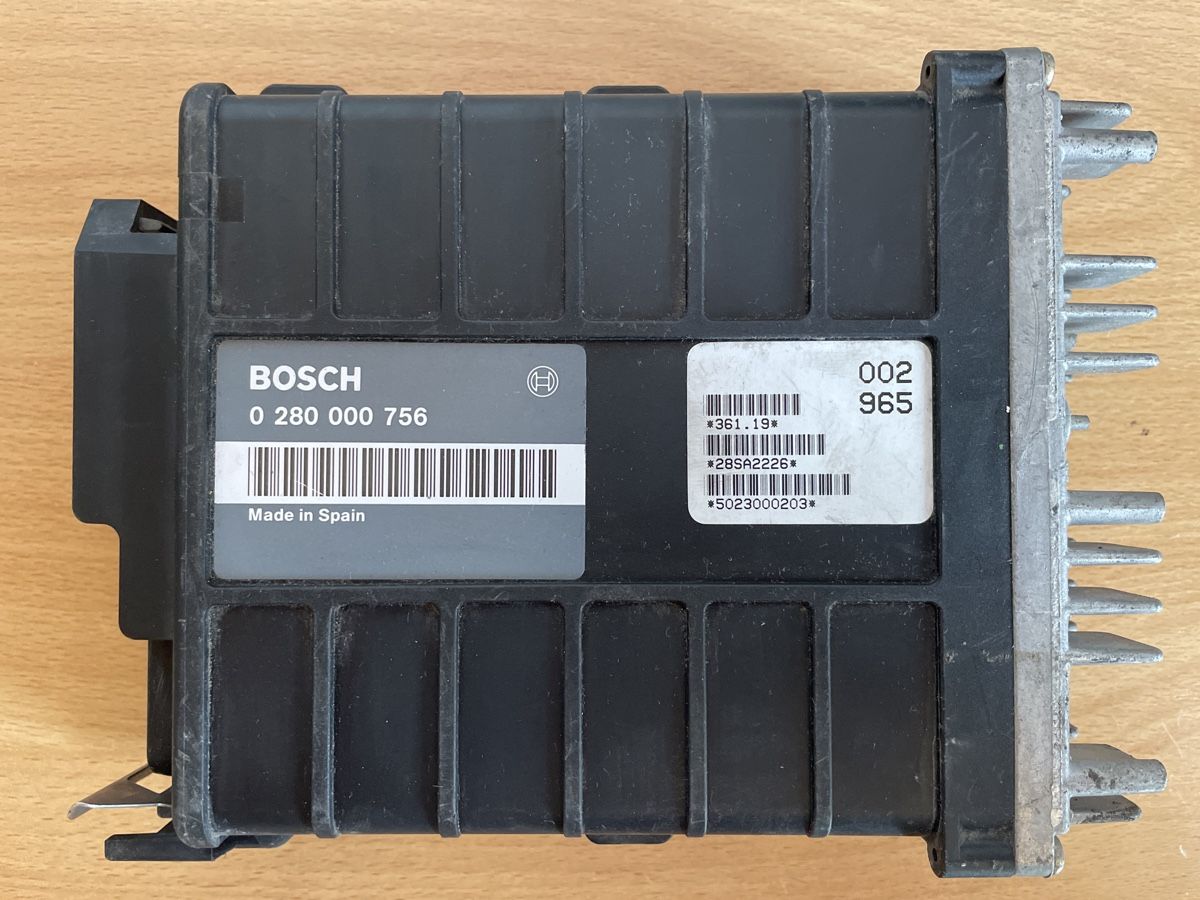 BOSCH
0 280 000 756
Made in Spain
002
965
*361.19*
*28SA2226*
*5023000203*